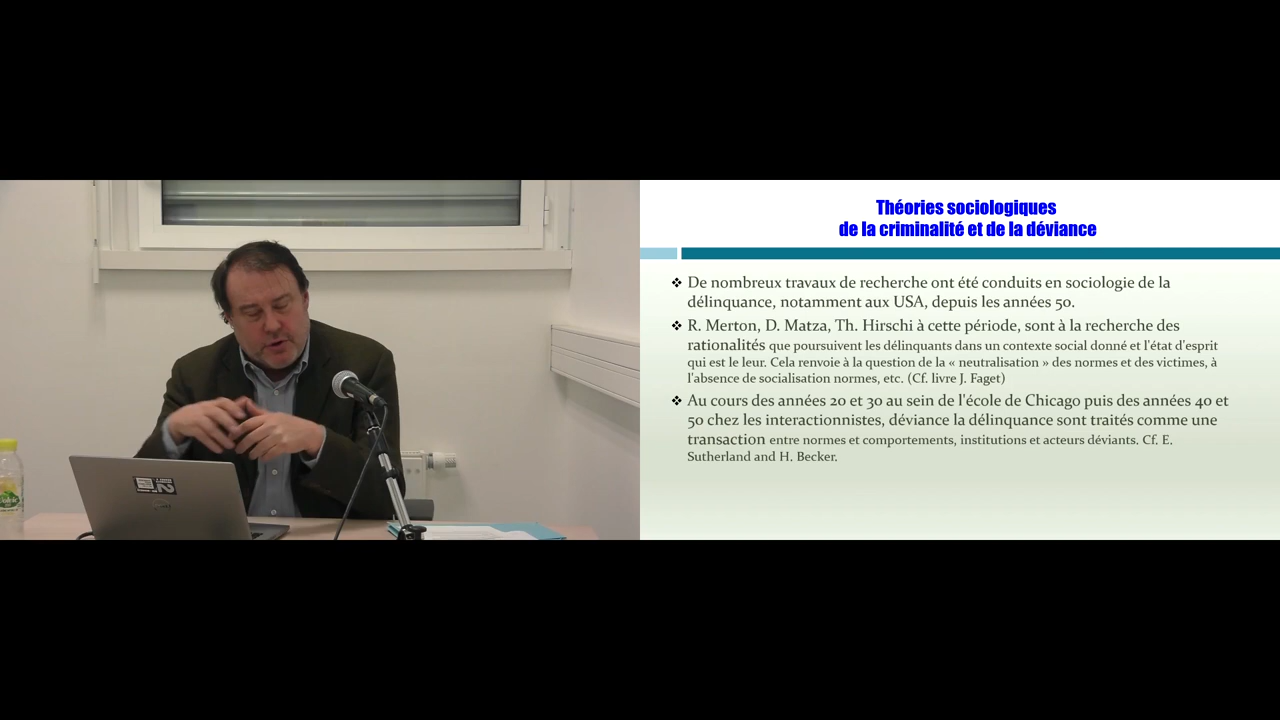 Théories sociologiques
de la criminalité et de la déviance
❖ De nombreux travaux de recherche ont été conduits en sociologie de la
délinquance, notamment aux USA, depuis les années 50.
❖ R. Merton, D. Matza, Th. Hirschi à cette période, sont à la recherche des
rationalités que poursuivent les délinquants dans un contexte social donné et l'état d'esprit
qui est le leur. Cela renvoie à la question de la « neutralisation » des normes et des victimes, à
l'absence de socialisation normes, etc. (Cf. livre J. Faget)
❖ Au cours des années 20 et 30 au sein de l'école de Chicago puis des années 40 et
50 chez les interactionnistes, déviance la délinquance sont traités comme une
transaction entre normes et comportements, institutions et acteurs déviants. Cf. E.
Sutherland and H. Becker.